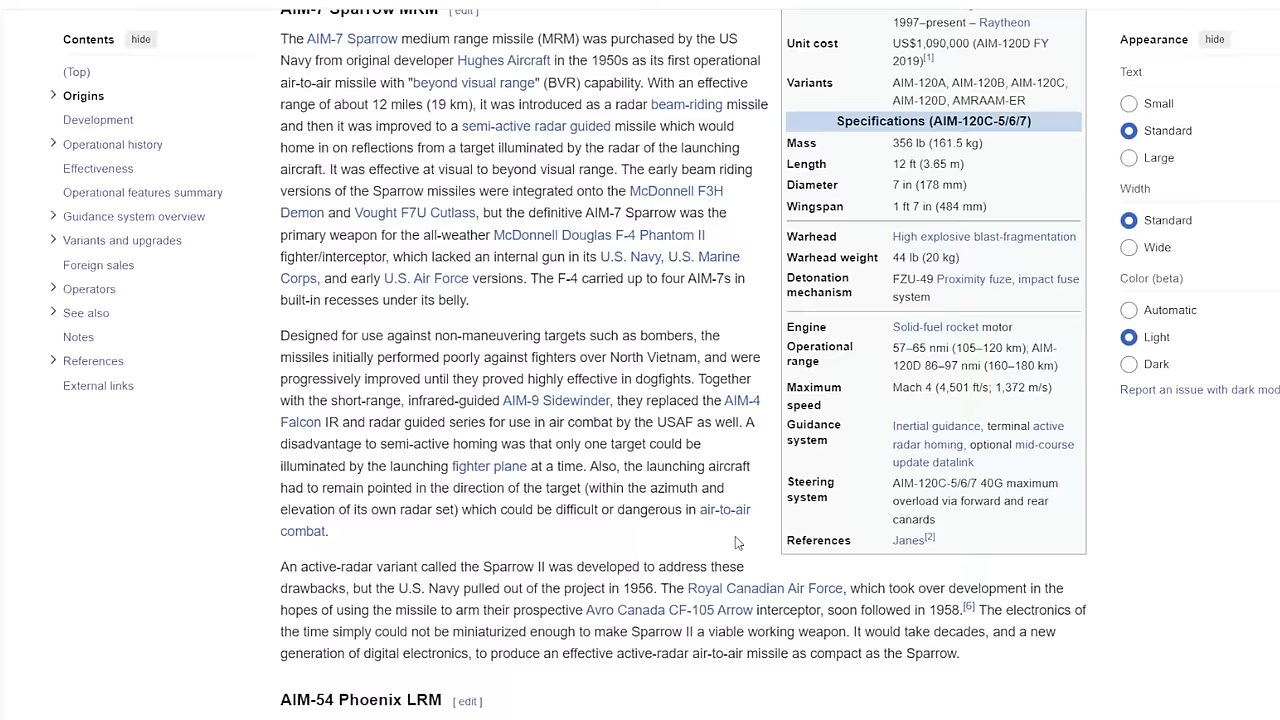 Contents hide
(Top)
Origins
Development
Operational history
Effectiveness
Operational features summary
Guidance system overview
Variants and upgrades
Foreign sales
Operators
See also
Notes
References
External links
AIM-7 Sparrow MRM [ edit ]
The AIM-7 Sparrow medium range missile (MRM) was purchased by the US
Navy from original developer Hughes Aircraft in the 1950s as its first operational
air-to-air missile with "beyond visual range" (BVR) capability. With an effective
range of about 12 miles (19 km), it was introduced as a radar beam-riding missile
and then it was improved to a semi-active radar guided missile which would
home in on reflections from a target illuminated by the radar of the launching
aircraft. It was effective at visual to beyond visual range. The early beam riding
versions of the Sparrow missiles were integrated onto the McDonnell F3H
Demon and Vought F7U Cutlass, but the definitive AIM-7 Sparrow was the
primary weapon for the all-weather McDonnell Douglas F-4 Phantom II
fighter/interceptor, which lacked an internal gun in its U.S. Navy, U.S. Marine
Corps, and early U.S. Air Force versions. The F-4 carried up to four AIM-7s in
built-in recesses under its belly.
Designed for use against non-maneuvering targets such as bombers, the
missiles initially performed poorly against fighters over North Vietnam, and were
progressively improved until they proved highly effective in dogfights. Together
with the short-range, infrared-guided AIM-9 Sidewinder, they replaced the AIM-4
Falcon IR and radar guided series for use in air combat by the USAF as well. A
disadvantage to semi-active homing was that only one target could be
illuminated by the launching fighter plane at a time. Also, the launching aircraft
had to remain pointed in the direction of the target (within the azimuth and
elevation of its own radar set) which could be difficult or dangerous in air-to-air
combat.
An active-radar variant called the Sparrow II was developed to address these
drawbacks, but the U.S. Navy pulled out of the project in 1956. The Royal Canadian Air Force, which took over development in the
hopes of using the missile to arm their prospective Avro Canada CF-105 Arrow interceptor, soon followed in 1958.[6] The electronics of
the time simply could not be miniaturized enough to make Sparrow II a viable working weapon. It would take decades, and a new
generation of digital electronics, to produce an effective active-radar air-to-air missile as compact as the Sparrow.
AIM-54 Phoenix LRM [ edit ]
1997–present – Raytheon
Unit cost US$1,090,000 (AIM-120D FY
2019)[1]
Variants AIM-120A, AIM-120B, AIM-120C,
AIM-120D, AMRAAM-ER
Specifications (AIM-120C-5/6/7)
Mass 356 lb (161.5 kg)
Length 12 ft (3.65 m)
Diameter 7 in (178 mm)
Wingspan 1 ft 7 in (484 mm)
Warhead High explosive blast-fragmentation
Warhead weight 44 lb (20 kg)
Detonation FZU-49 Proximity fuze, impact fuse
mechanism system
Engine Solid-fuel rocket motor
Operational 57–65 nmi (105–120 km); AIM-
range 120D 86–97 nmi (160–180 km)
Maximum Mach 4 (4,501 ft/s; 1,372 m/s)
speed
Guidance Inertial guidance, terminal active
system radar homing, optional mid-course
update datalink
Steering AIM-120C-5/6/7 40G maximum
system overload via forward and rear
canards
References Janes[2]
Appearance hide
Text
Small
Standard
Large
Width
Standard
Wide
Color (beta)
Automatic
Light
Dark
Report an issue with dark mod